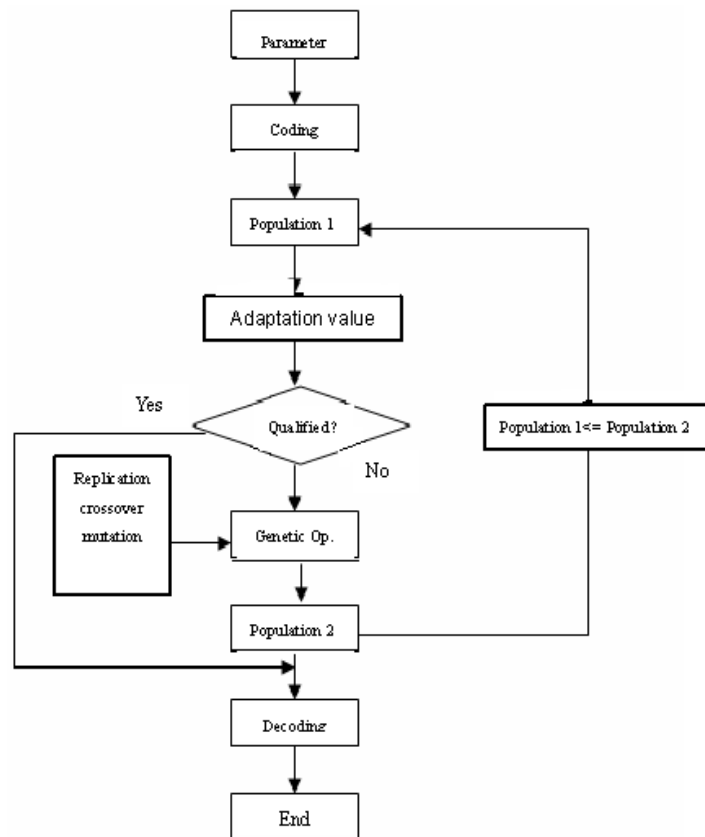 Parameter
Coding
Population 1
Adaptation value
Yes
Qualified?
Population 1<= Population 2
No
Replication
crossover
mutation
Genetic Op.
Population 2
Decoding
End